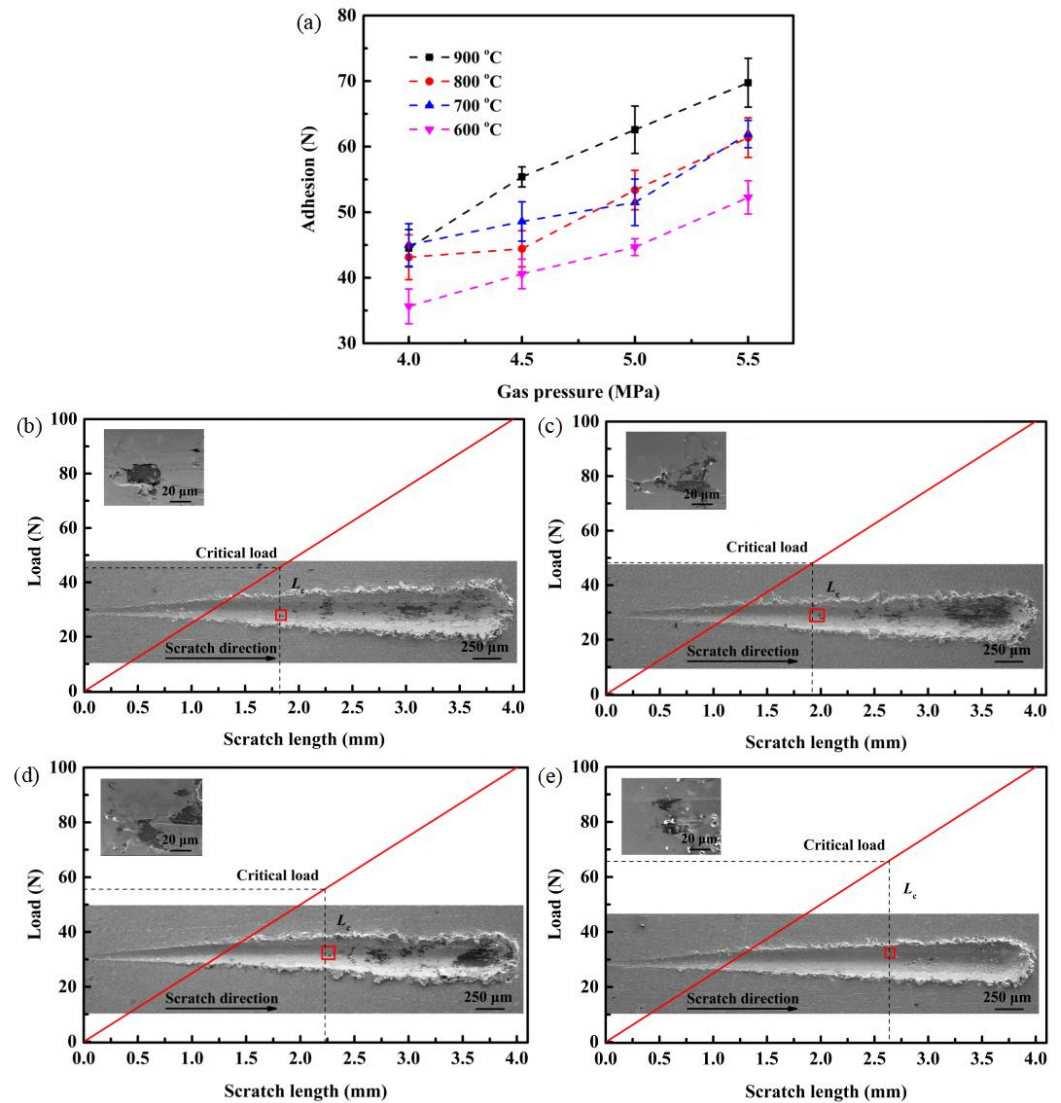 (a)
80
70
60
50
40
30
Adhesion (N)
900 °C
800 °C
700 °C
600 °C
4.0 4.5 5.0 5.5
Gas pressure (MPa)
(b)
100
80
60
40
20
0
Load (N)
20 μm
Critical load
Lc
Scratch direction
250 μm
0.0 0.5 1.0 1.5 2.0 2.5 3.0 3.5 4.0
Scratch length (mm)
(c)
100
80
60
40
20
0
Load (N)
20 μm
Critical load
Lc
Scratch direction
250 μm
0.0 0.5 1.0 1.5 2.0 2.5 3.0 3.5 4.0
Scratch length (mm)
(d)
100
80
60
40
20
0
Load (N)
20 μm
Critical load
Lc
Scratch direction
250 μm
0.0 0.5 1.0 1.5 2.0 2.5 3.0 3.5 4.0
Scratch length (mm)
(e)
100
80
60
40
20
0
Load (N)
20 μm
Critical load
Lc
Scratch direction
250 μm
0.0 0.5 1.0 1.5 2.0 2.5 3.0 3.5 4.0
Scratch length (mm)